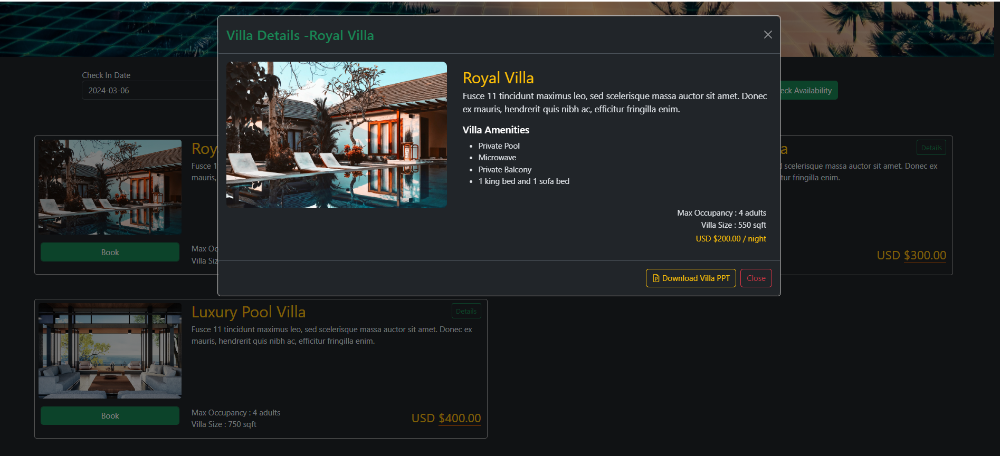 Villa Details -Royal Villa
Check In Date
2024-03-06
eck Availability
Royal Villa
Fusce 11 tincidunt maximus leo, sed scelerisque massa auctor sit amet. Donec
ex mauris, hendrerit quis nibh ac, efficitur fringilla enim.
Villa Amenities
Private Pool
Microwave
Private Balcony
1 king bed and 1 sofa bed
Max Occupancy : 4 adults
Villa Size : 550 sqft
USD $200.00 / night
Download Villa PPT
Close
Roy
Fusce 1
mauris,
Book
Max Oc
Villa Siz
a
Details
scelerisque massa auctor sit amet. Donec ex
tur fringilla enim.
USD $300.00
Luxury Pool Villa
Details
Fusce 11 tincidunt maximus leo, sed scelerisque massa auctor sit amet. Donec ex
mauris, hendrerit quis nibh ac, efficitur fringilla enim.
Book
Max Occupancy : 4 adults
Villa Size : 750 sqft
USD $400.00